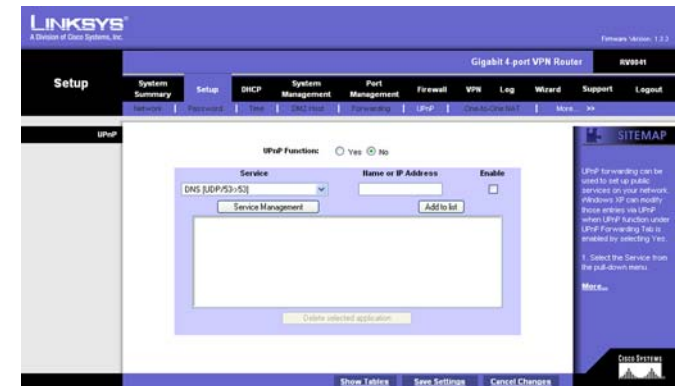 LINKSYS®
A Division of Cisco Systems, Inc.
Firmware Version: 1.3.3
Gigabit 4-port VPN Router
Setup
System Summary
Setup
DHCP
System Management
Port Management
Firewall
VPN
Log
Wizard
Support
Logout
Network | Password | Time | DMZ Host | Forwarding | UPnP | One-to-One NAT | More... >>
UPnP
SITEMAP
UPnP Function: Yes No
Service
Name or IP Address
Enable
DNS [UDP/53>53]
Service Management
Add to list
Delete selected application
UPnP forwarding can be
used to set up public
services on your network.
Windows XP can modify
those entries via UPnP
when UPnP function under
UPnP Forwarding Tab is
enabled by selecting Yes.
1. Select the Service from
the pull-down menu.
More...
CISCO SYSTEMS
Show Tables
Save Settings
Cancel Changes